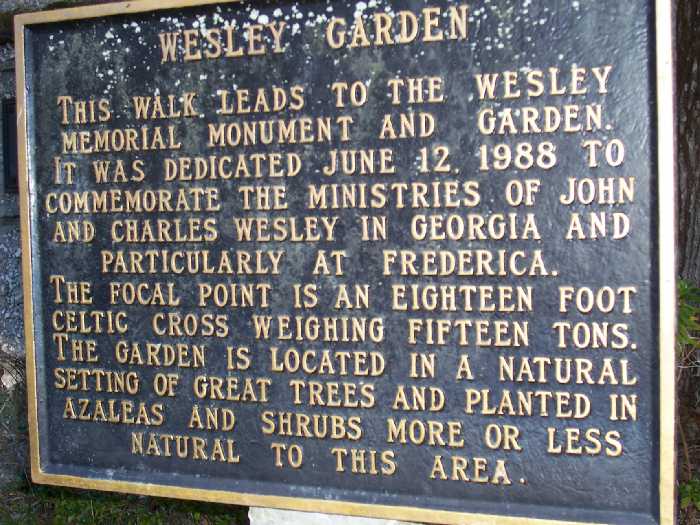 WESLEY GARDEN
THIS WALK LEADS TO THE WESLEY
MEMORIAL MONUMENT AND GARDEN.
IT WAS DEDICATED JUNE 12, 1988 TO
COMMEMORATE THE MINISTRIES OF JOHN
AND CHARLES WESLEY IN GEORGIA AND
PARTICULARLY AT FREDERICA.
THE FOCAL POINT IS AN EIGHTEEN FOOT
CELTIC CROSS WEIGHING FIFTEEN TONS.
THE GARDEN IS LOCATED IN A NATURAL
SETTING OF GREAT TREES AND PLANTED IN
AZALEAS AND SHRUBS MORE OR LESS
NATURAL TO THIS AREA.